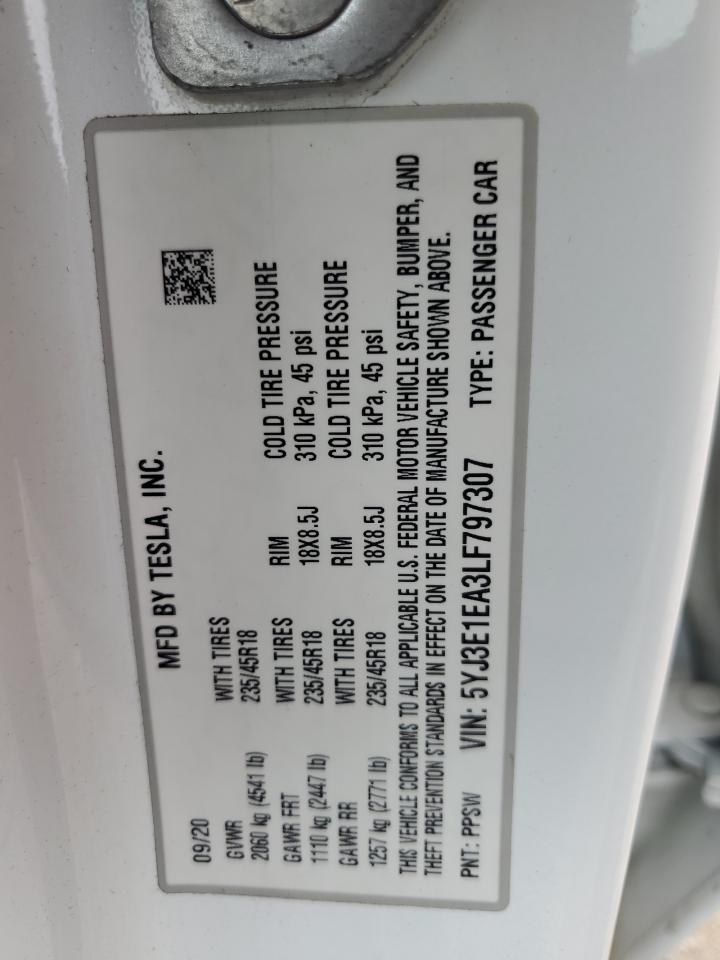 MFD BY TESLA, INC.
09/20
GVWR WITH TIRES
2060 kg (4541 lb) 235/45R18
GAWR FRT WITH TIRES RIM COLD TIRE PRESSURE
1110 kg (2447 lb) 235/45R18 18X8.5J 310 kPa, 45 psi
GAWR RR WITH TIRES RIM COLD TIRE PRESSURE
1257 kg (2771 lb) 235/45R18 18X8.5J 310 kPa, 45 psi
THIS VEHICLE CONFORMS TO ALL APPLICABLE U.S. FEDERAL MOTOR VEHICLE SAFETY, BUMPER, AND
THEFT PREVENTION STANDARDS IN EFFECT ON THE DATE OF MANUFACTURE SHOWN ABOVE.
PNT: PPSW VIN: 5YJ3E1EA3LF797307 TYPE: PASSENGER CAR